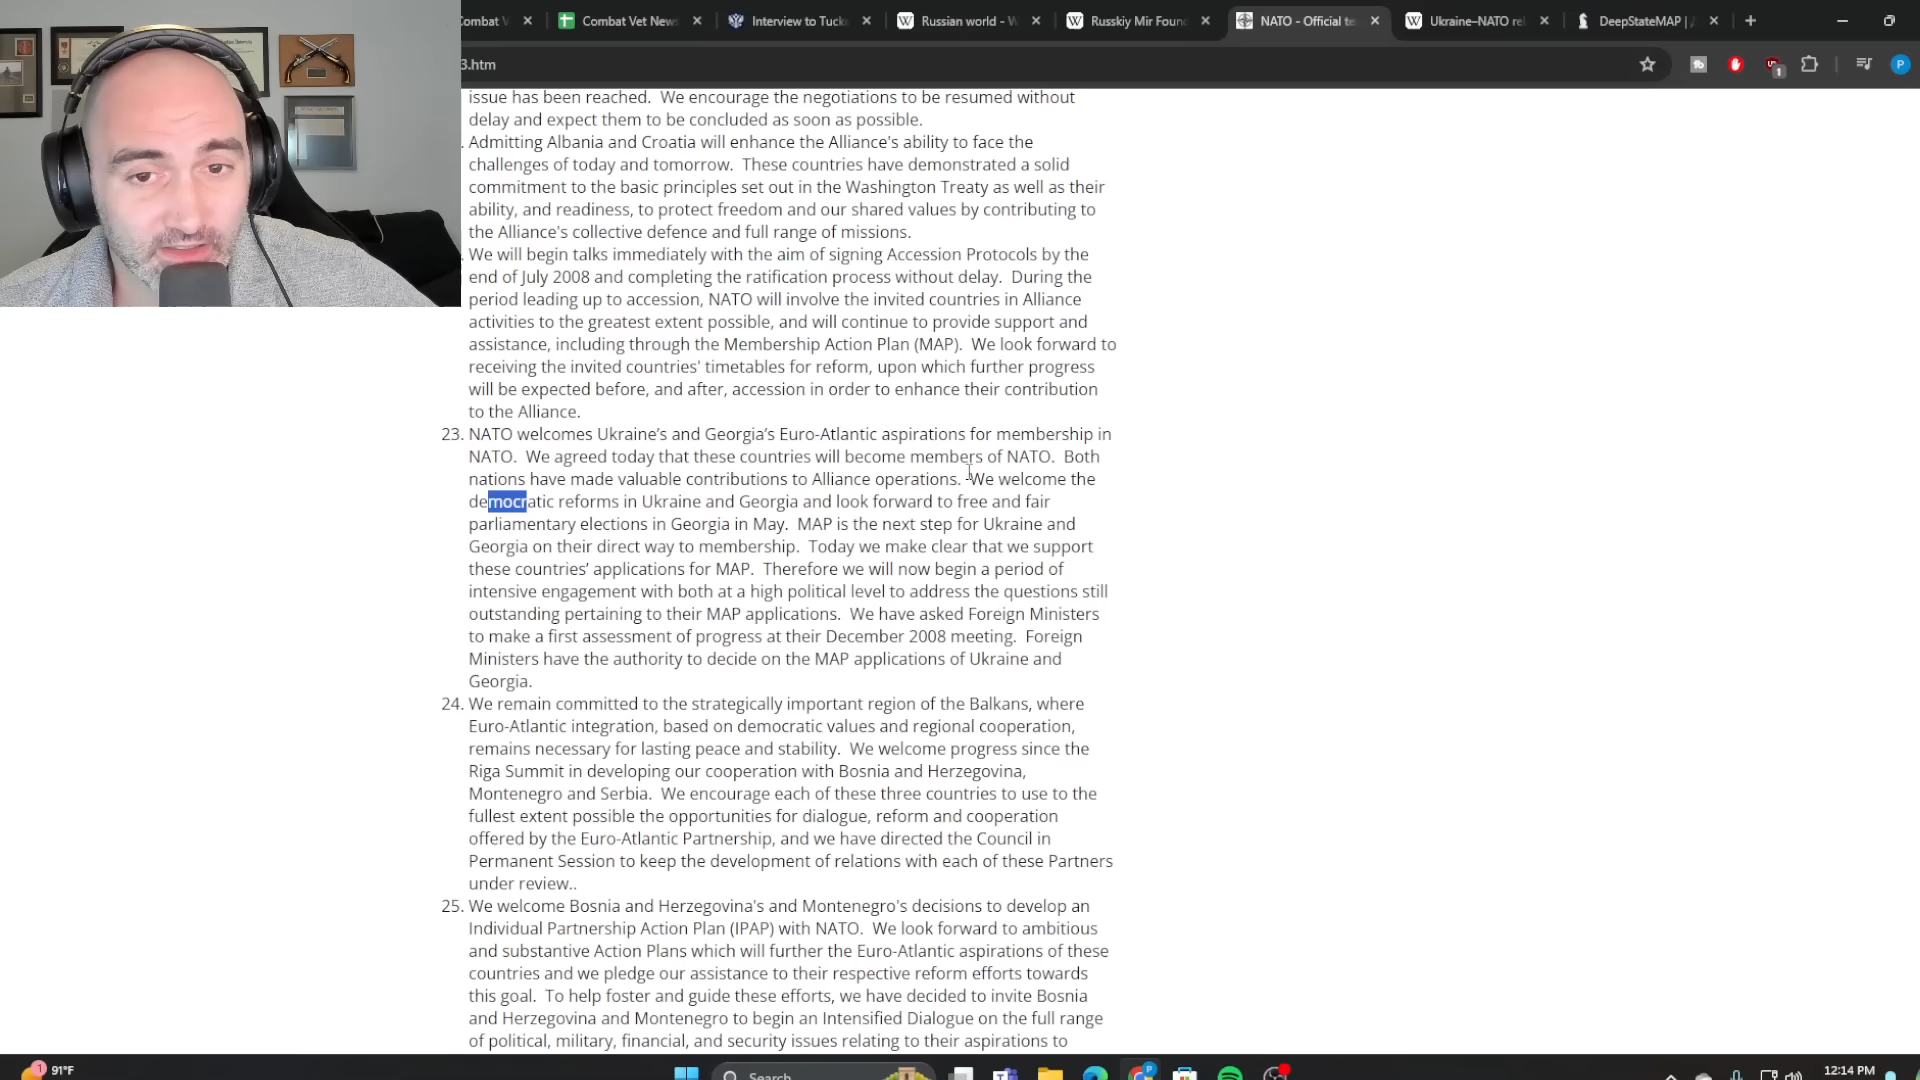 Combat V
Combat Vet News
Interview to Tuck
Russian world - W
Russkiy Mir Foun
NATO - Official te
Ukraine–NATO rel
DeepStateMAP |
3.htm
issue has been reached.  We encourage the negotiations to be resumed without
delay and expect them to be concluded as soon as possible.
Admitting Albania and Croatia will enhance the Alliance's ability to face the
challenges of today and tomorrow.  These countries have demonstrated a solid
commitment to the basic principles set out in the Washington Treaty as well as their
ability, and readiness, to protect freedom and our shared values by contributing to
the Alliance's collective defence and full range of missions.
We will begin talks immediately with the aim of signing Accession Protocols by the
end of July 2008 and completing the ratification process without delay.  During the
period leading up to accession, NATO will involve the invited countries in Alliance
activities to the greatest extent possible, and will continue to provide support and
assistance, including through the Membership Action Plan (MAP).  We look forward to
receiving the invited countries' timetables for reform, upon which further progress
will be expected before, and after, accession in order to enhance their contribution
to the Alliance.
23. NATO welcomes Ukraine’s and Georgia’s Euro-Atlantic aspirations for membership in
NATO.  We agreed today that these countries will become members of NATO.  Both
nations have made valuable contributions to Alliance operations.  We welcome the
democratic reforms in Ukraine and Georgia and look forward to free and fair
parliamentary elections in Georgia in May.  MAP is the next step for Ukraine and
Georgia on their direct way to membership.  Today we make clear that we support
these countries’ applications for MAP.  Therefore we will now begin a period of
intensive engagement with both at a high political level to address the questions still
outstanding pertaining to their MAP applications.  We have asked Foreign Ministers
to make a first assessment of progress at their December 2008 meeting.  Foreign
Ministers have the authority to decide on the MAP applications of Ukraine and
Georgia.
24. We remain committed to the strategically important region of the Balkans, where
Euro-Atlantic integration, based on democratic values and regional cooperation,
remains necessary for lasting peace and stability.  We welcome progress since the
Riga Summit in developing our cooperation with Bosnia and Herzegovina,
Montenegro and Serbia.  We encourage each of these three countries to use to the
fullest extent possible the opportunities for dialogue, reform and cooperation
offered by the Euro-Atlantic Partnership, and we have directed the Council in
Permanent Session to keep the development of relations with each of these Partners
under review..
25. We welcome Bosnia and Herzegovina's and Montenegro's decisions to develop an
Individual Partnership Action Plan (IPAP) with NATO.  We look forward to ambitious
and substantive Action Plans which will further the Euro-Atlantic aspirations of these
countries and we pledge our assistance to their respective reform efforts towards
this goal.  To help foster and guide these efforts, we have decided to invite Bosnia
and Herzegovina and Montenegro to begin an Intensified Dialogue on the full range
of political, military, financial, and security issues relating to their aspirations to
1
91°F
Search
12:14 PM